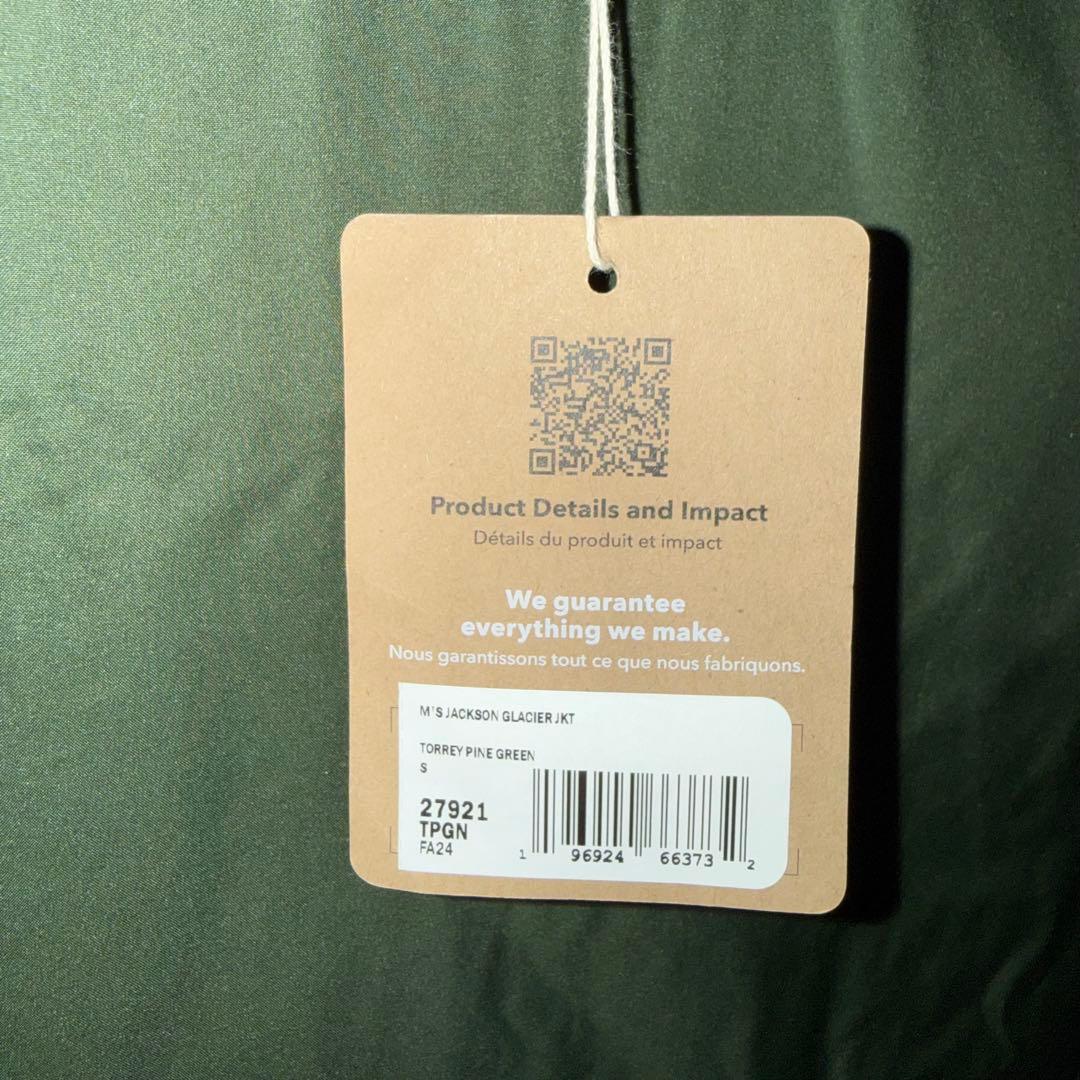 Product Details and Impact
Détails du produit et impact
We guarantee
everything we make.
Nous garantissons tout ce que nous fabriquons.
M'S JACKSON GLACIER JKT
TORREY PINE GREEN
S
27921
TPGN
FA24
1 96924 66373 2